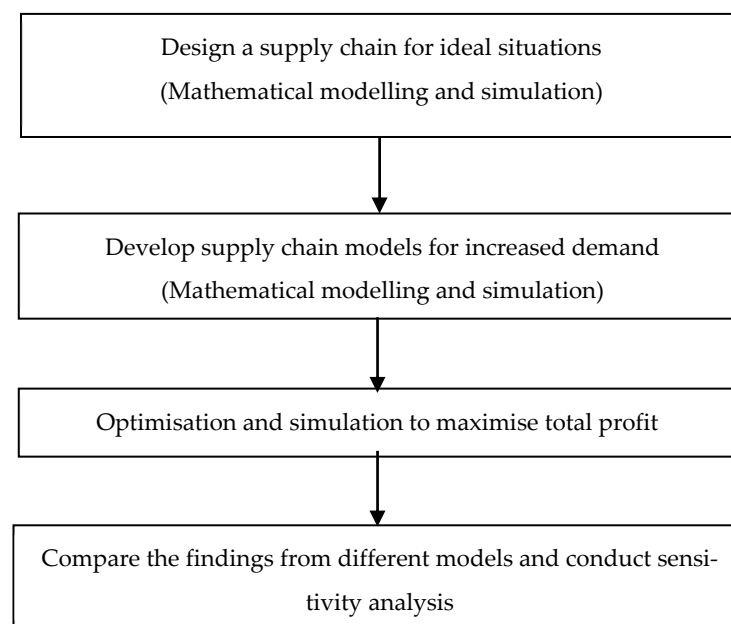 Design a supply chain for ideal situations
(Mathematical modelling and simulation)
Develop supply chain models for increased demand
(Mathematical modelling and simulation)
Optimisation and simulation to maximise total profit
Compare the findings from different models and conduct sensi-
tivity analysis